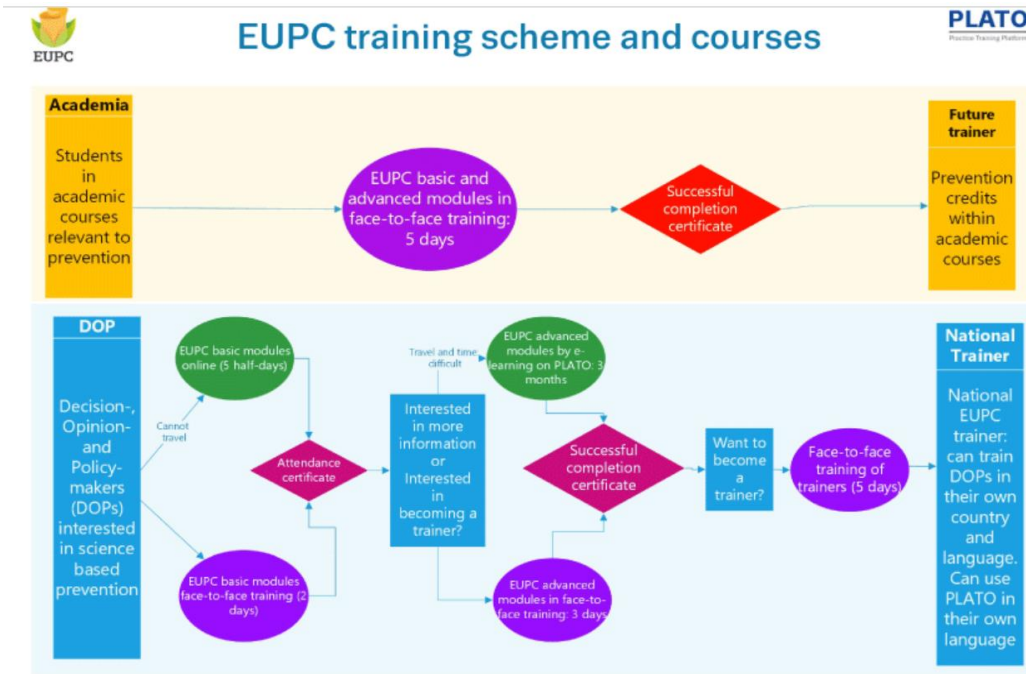 EUPC
EUPC training scheme and courses
PLATO
Practice Training Platform
Academia
Students
in
academic
courses
relevant to
prevention
EUPC basic and
advanced modules in
face-to-face training:
5 days
Successful
completion
certificate
Future
trainer
Prevention
credits
within
academic
courses
DOP
Decision-,
Opinion-
and
Policy-
makers
(DOPs)
interested
in science
based
prevention
Cannot
travel
EUPC basic modules
online (5 half-days)
EUPC basic modules
face-to-face training (2
days)
Attendance
certificate
Interested
in more
information
or
Interested
in
becoming a
trainer?
Travel and time
difficult
EUPC advanced
modules by e-
learning on PLATO: 3
months
EUPC advanced
modules in face-to-
face training: 3 days
Successful
completion
certificate
Want to
become
a
trainer?
Face-to-face
training of
trainers (5 days)
National
Trainer
National
EUPC
trainer:
can train
DOPs in
their own
country
and
language.
Can use
PLATO in
their own
language